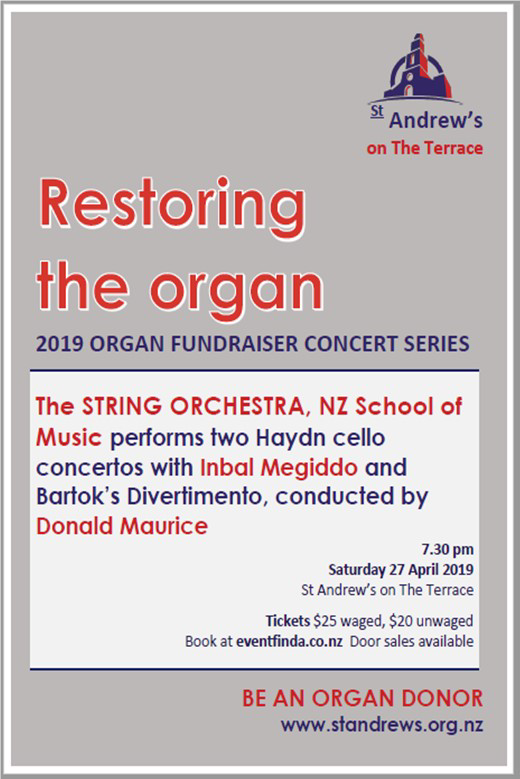 St Andrew's
on The Terrace
Restoring
the organ
2019 ORGAN FUNDRAISER CONCERT SERIES
The STRING ORCHESTRA, NZ School of
Music performs two Haydn cello
concertos with Inbal Megiddo and
Bartok's Divertimento, conducted by
Donald Maurice
7.30 pm
Saturday 27 April 2019
St Andrew's on The Terrace
Tickets $25 waged, $20 unwaged
Book at eventfinda.co.nz Door sales available
BE AN ORGAN DONOR
www.standrews.org.nz